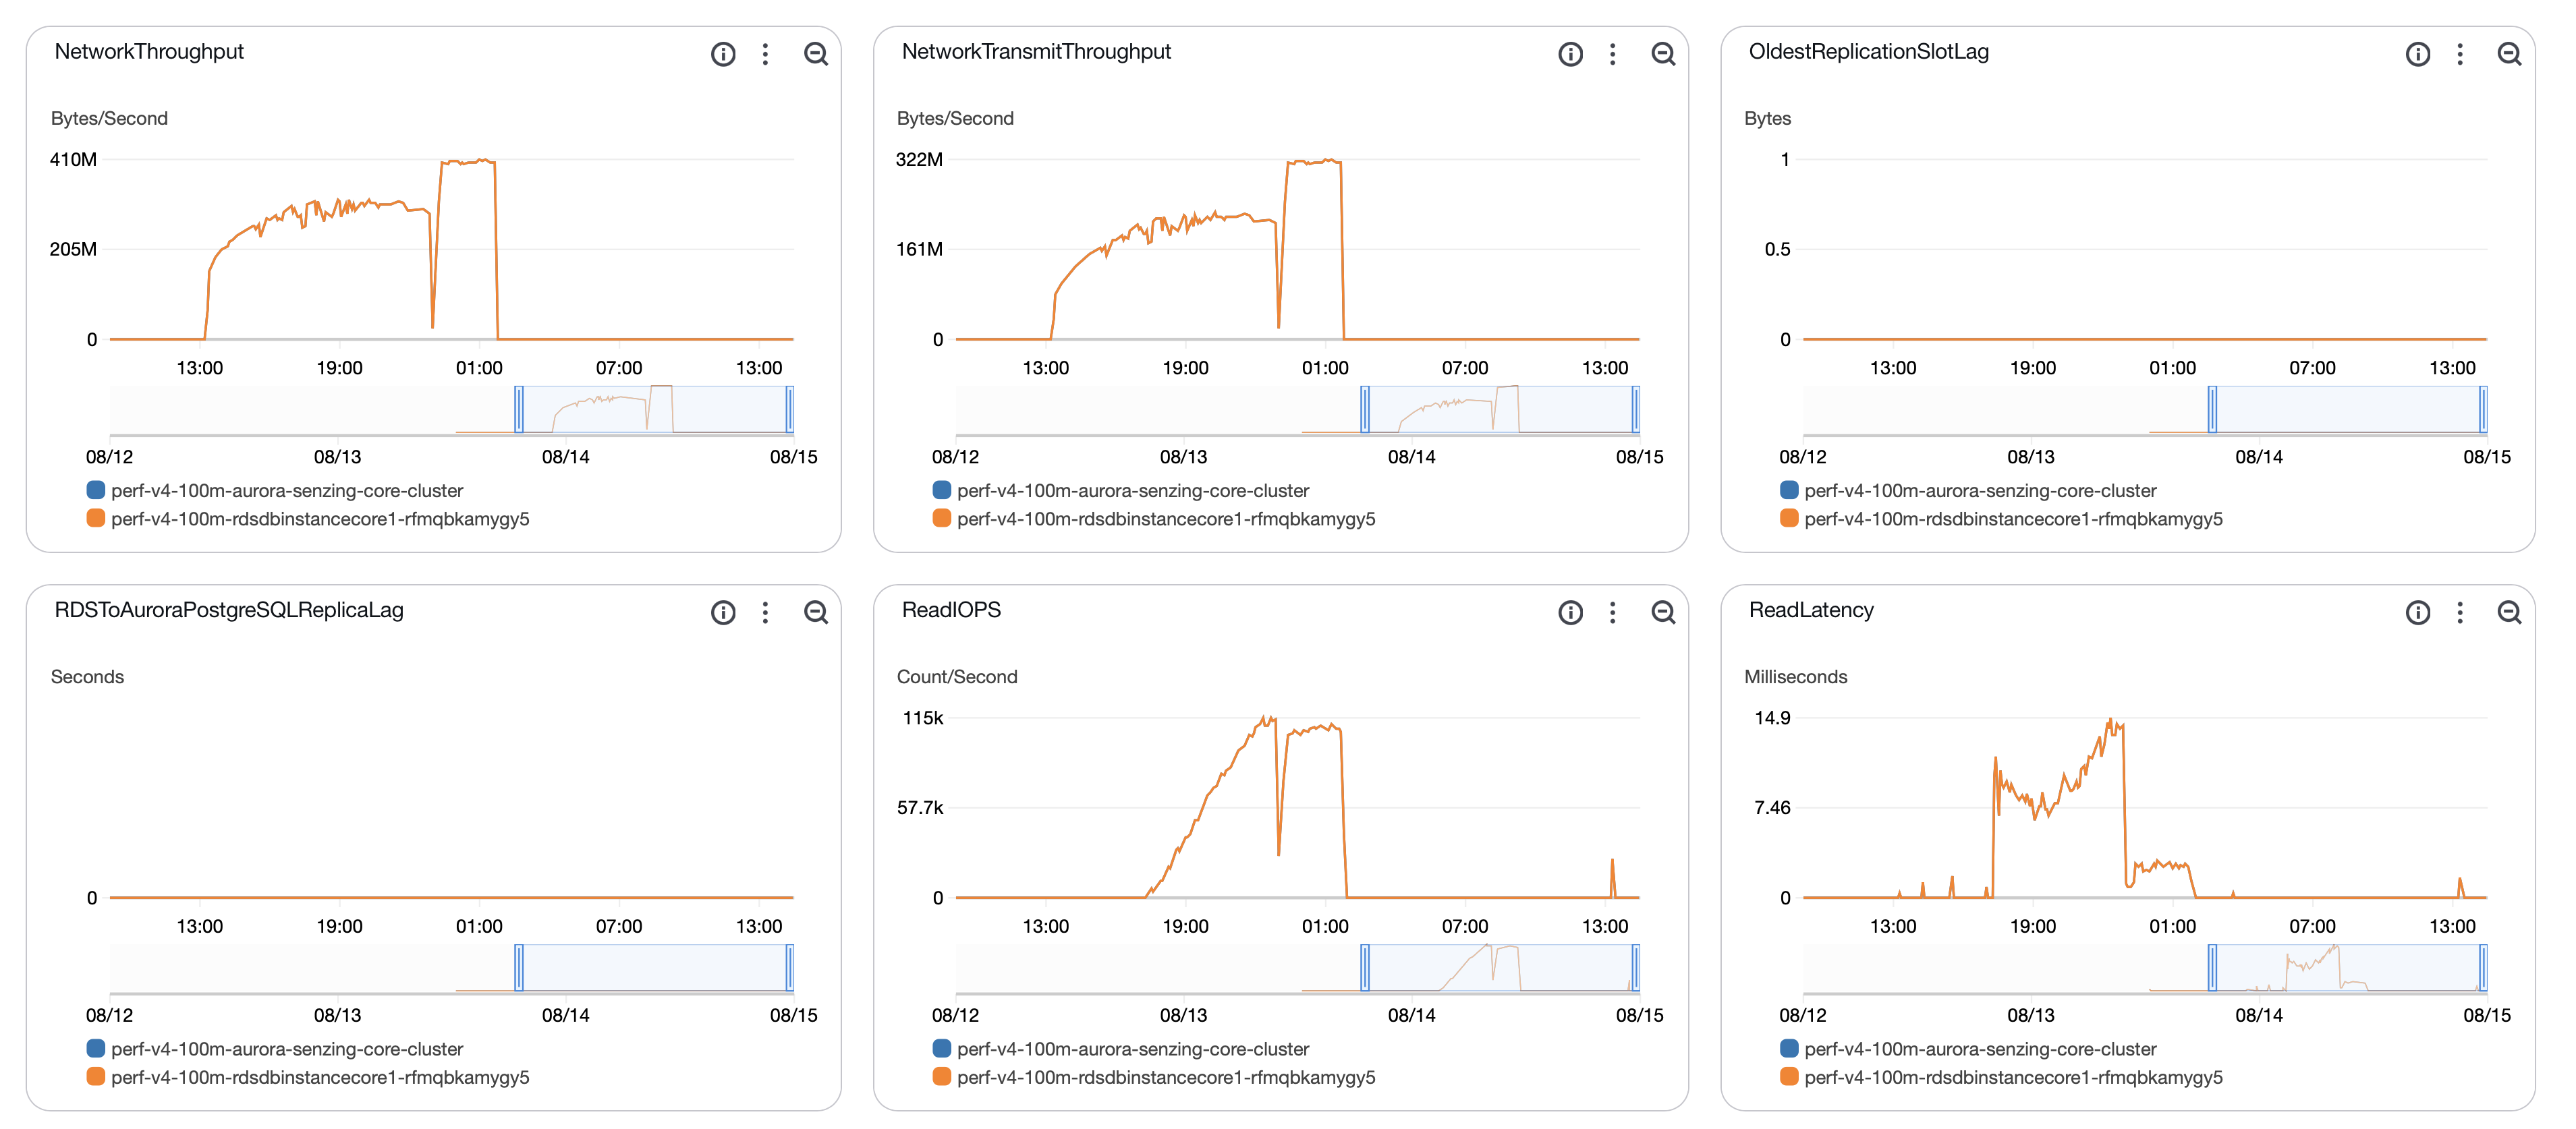 NetworkThroughput
Bytes/Second
410M
205M
0
13:00 19:00 01:00 07:00 13:00
08/12 08/13 08/14 08/15
perf-v4-100m-aurora-senzing-core-cluster
perf-v4-100m-rdsdbinstancecore1-rfmqbkamygy5
NetworkTransmitThroughput
Bytes/Second
322M
161M
0
13:00 19:00 01:00 07:00 13:00
08/12 08/13 08/14 08/15
perf-v4-100m-aurora-senzing-core-cluster
perf-v4-100m-rdsdbinstancecore1-rfmqbkamygy5
OldestReplicationSlotLag
Bytes
1
0.5
0
13:00 19:00 01:00 07:00 13:00
08/12 08/13 08/14 08/15
perf-v4-100m-aurora-senzing-core-cluster
perf-v4-100m-rdsdbinstancecore1-rfmqbkamygy5
RDSToAuroraPostgreSQLReplicaLag
Seconds
0
13:00 19:00 01:00 07:00 13:00
08/12 08/13 08/14 08/15
perf-v4-100m-aurora-senzing-core-cluster
perf-v4-100m-rdsdbinstancecore1-rfmqbkamygy5
ReadIOPS
Count/Second
115k
57.7k
0
13:00 19:00 01:00 07:00 13:00
08/12 08/13 08/14 08/15
perf-v4-100m-aurora-senzing-core-cluster
perf-v4-100m-rdsdbinstancecore1-rfmqbkamygy5
ReadLatency
Milliseconds
14.9
7.46
0
13:00 19:00 01:00 07:00 13:00
08/12 08/13 08/14 08/15
perf-v4-100m-aurora-senzing-core-cluster
perf-v4-100m-rdsdbinstancecore1-rfmqbkamygy5